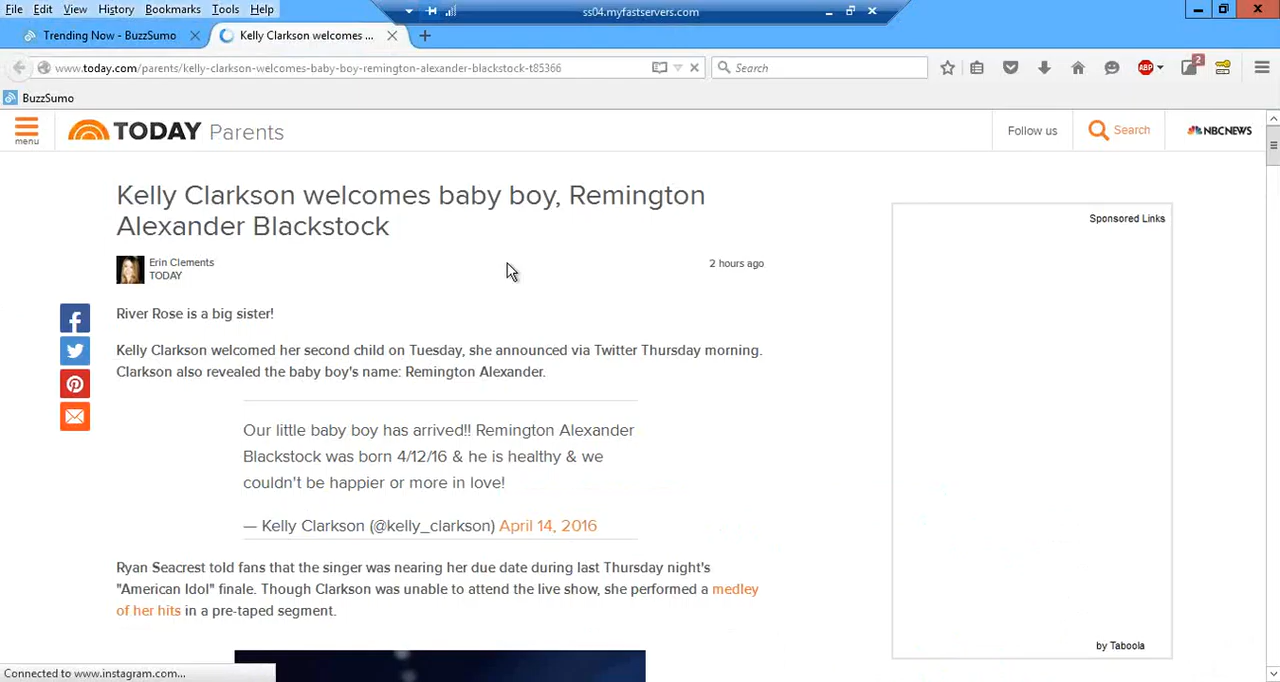 File Edit View History Bookmarks Tools Help
ss04.myfastservers.com
Trending Now - BuzzSumo
Kelly Clarkson welcomes ...
www.today.com/parents/kelly-clarkson-welcomes-baby-boy-remington-alexander-blackstock-t85366
Search
ABP
2
BuzzSumo
menu
TODAY Parents
Follow us
Search
NBCNEWS
Kelly Clarkson welcomes baby boy, Remington
Alexander Blackstock
Erin Clements
TODAY
2 hours ago
Sponsored Links
River Rose is a big sister!
Kelly Clarkson welcomed her second child on Tuesday, she announced via Twitter Thursday morning.
Clarkson also revealed the baby boy's name: Remington Alexander.
Our little baby boy has arrived!! Remington Alexander
Blackstock was born 4/12/16 & he is healthy & we
couldn't be happier or more in love!
— Kelly Clarkson (@kelly_clarkson) April 14, 2016
Ryan Seacrest told fans that the singer was nearing her due date during last Thursday night's
"American Idol" finale. Though Clarkson was unable to attend the live show, she performed a medley
of her hits in a pre-taped segment.
by Taboola
Connected to www.instagram.com...